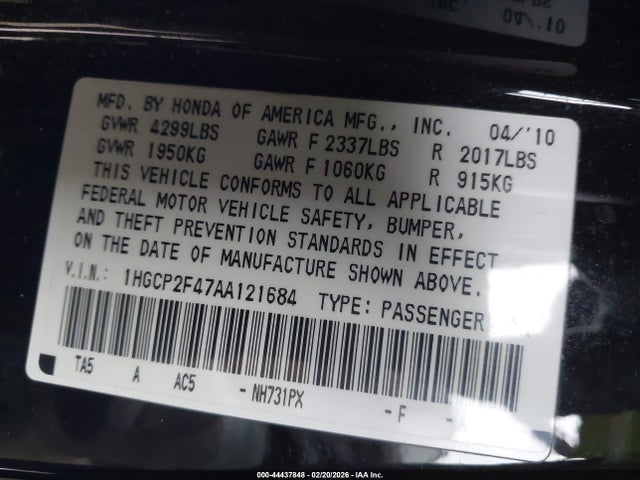 04/.10
MFD. BY HONDA OF AMERICA MFG., INC. 04/'10
GVWR 4299LBS GAWR F 2337LBS R 2017LBS
GVWR 1950KG GAWR F 1060KG R 915KG
THIS VEHICLE CONFORMS TO ALL APPLICABLE
FEDERAL MOTOR VEHICLE SAFETY, BUMPER,
AND THEFT PREVENTION STANDARDS IN EFFECT
ON THE DATE OF MANUFACTURE SHOWN ABOVE.
V.I.N.: 1HGCP2F47AA121684 TYPE: PASSENGER
TA5 A AC5 - NH731PX - F -
000-44437848 - 02/20/2026 - IAA Inc.